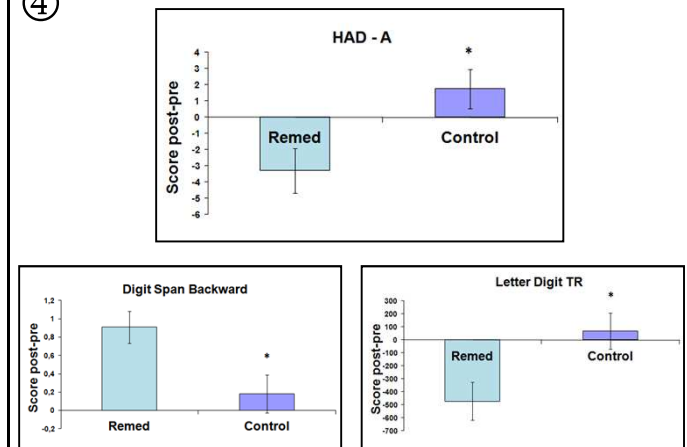 ④
HAD - A
*
4
3
2
1
0
-1
-2
-3
-4
-5
-6
Score post-pre
Remed
Control
Digit Span Backward
1,2
1
0,8
0,6
0,4
0,2
0
-0,2
Score post-pre
*
Remed
Control
Letter Digit TR
*
300
200
100
0
-100
-200
-300
-400
-500
-600
-700
Score post-pre
Remed
Control